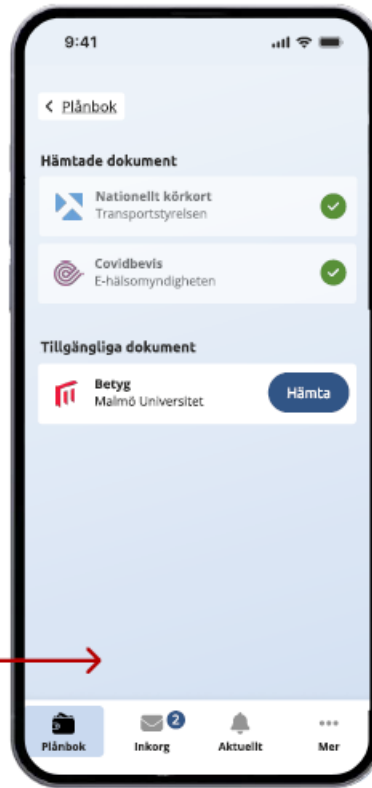 9:41
Plånbok
Hämtade dokument
Nationellt körkort
Transportstyrelsen
Covidbevis
E-hälsomyndigheten
Tillgängliga dokument
Betyg
Malmö Universitet
Hämta
2
Plånbok Inkorg Aktuellt Mer